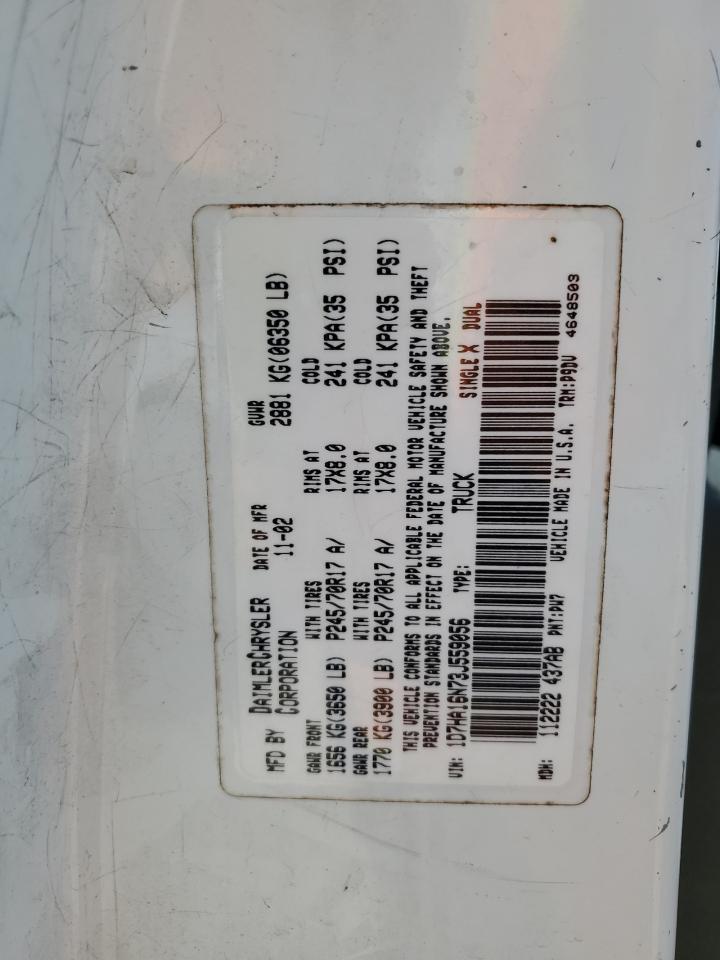 MFD BY DAIMLERCHRYSLER CORPORATION DATE OF MFR 11-02 GVWR 2881 KG(06350 LB)
GAWR FRONT WITH TIRES RIMS AT COLD
1656 KG(3650 LB) P245/70R17 A/ 17X8.0 241 KPA(35 PSI)
GAWR REAR WITH TIRES RIMS AT COLD
1770 KG(3900 LB) P245/70R17 A/ 17X8.0 241 KPA(35 PSI)
THIS VEHICLE CONFORMS TO ALL APPLICABLE FEDERAL MOTOR VEHICLE SAFETY AND THEFT
PREVENTION STANDARDS IN EFFECT ON THE DATE OF MANUFACTURE SHOWN ABOVE.
VIN: 1D7HA16N73J559056 TYPE: TRUCK SINGLE X DUAL
MDH: 112222 437AB PNT:PW7 VEHICLE MADE IN U.S.A. TRM:P9DV 4648503